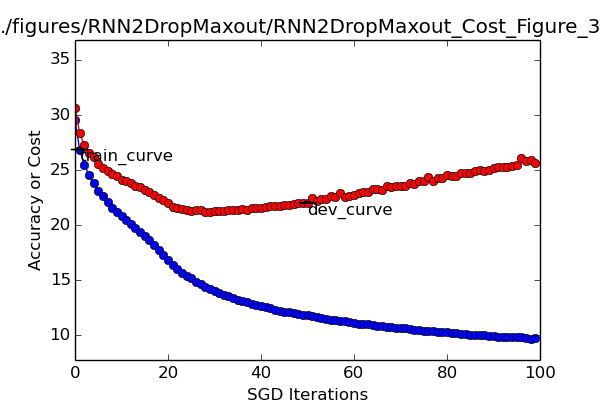 ./figures/RNN2DropMaxout/RNN2DropMaxout_Cost_Figure_3
35
30
25
20
15
10
train_curve
dev_curve
Accuracy or Cost
0 20 40 60 80 100
SGD Iterations